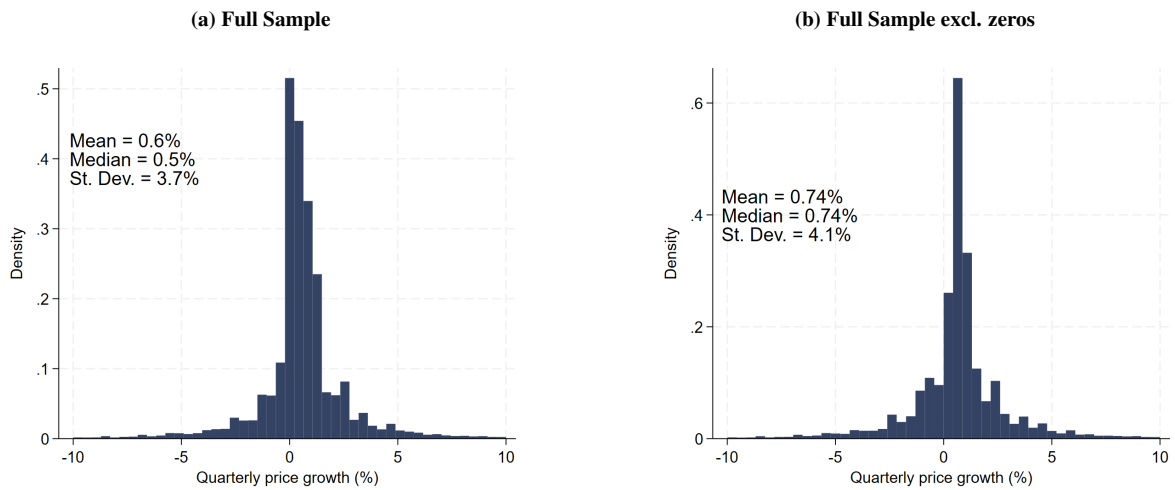 (a) Full Sample
Mean = 0.6%
Median = 0.5%
St. Dev. = 3.7%
Density
.5
.4
.3
.2
.1
0
-10 -5 0 5 10
Quarterly price growth (%)
(b) Full Sample excl. zeros
Mean = 0.74%
Median = 0.74%
St. Dev. = 4.1%
Density
.6
.4
.2
0
-10 -5 0 5 10
Quarterly price growth (%)